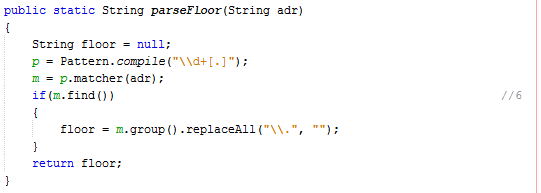 public static String parseFloor(String adr)
{
String floor = null;
p = Pattern.compile("\\d+[.]");
m = p.matcher(adr);
if(m.find()) //6
{
floor = m.group().replaceAll("\\.", "");
}
return floor;
}